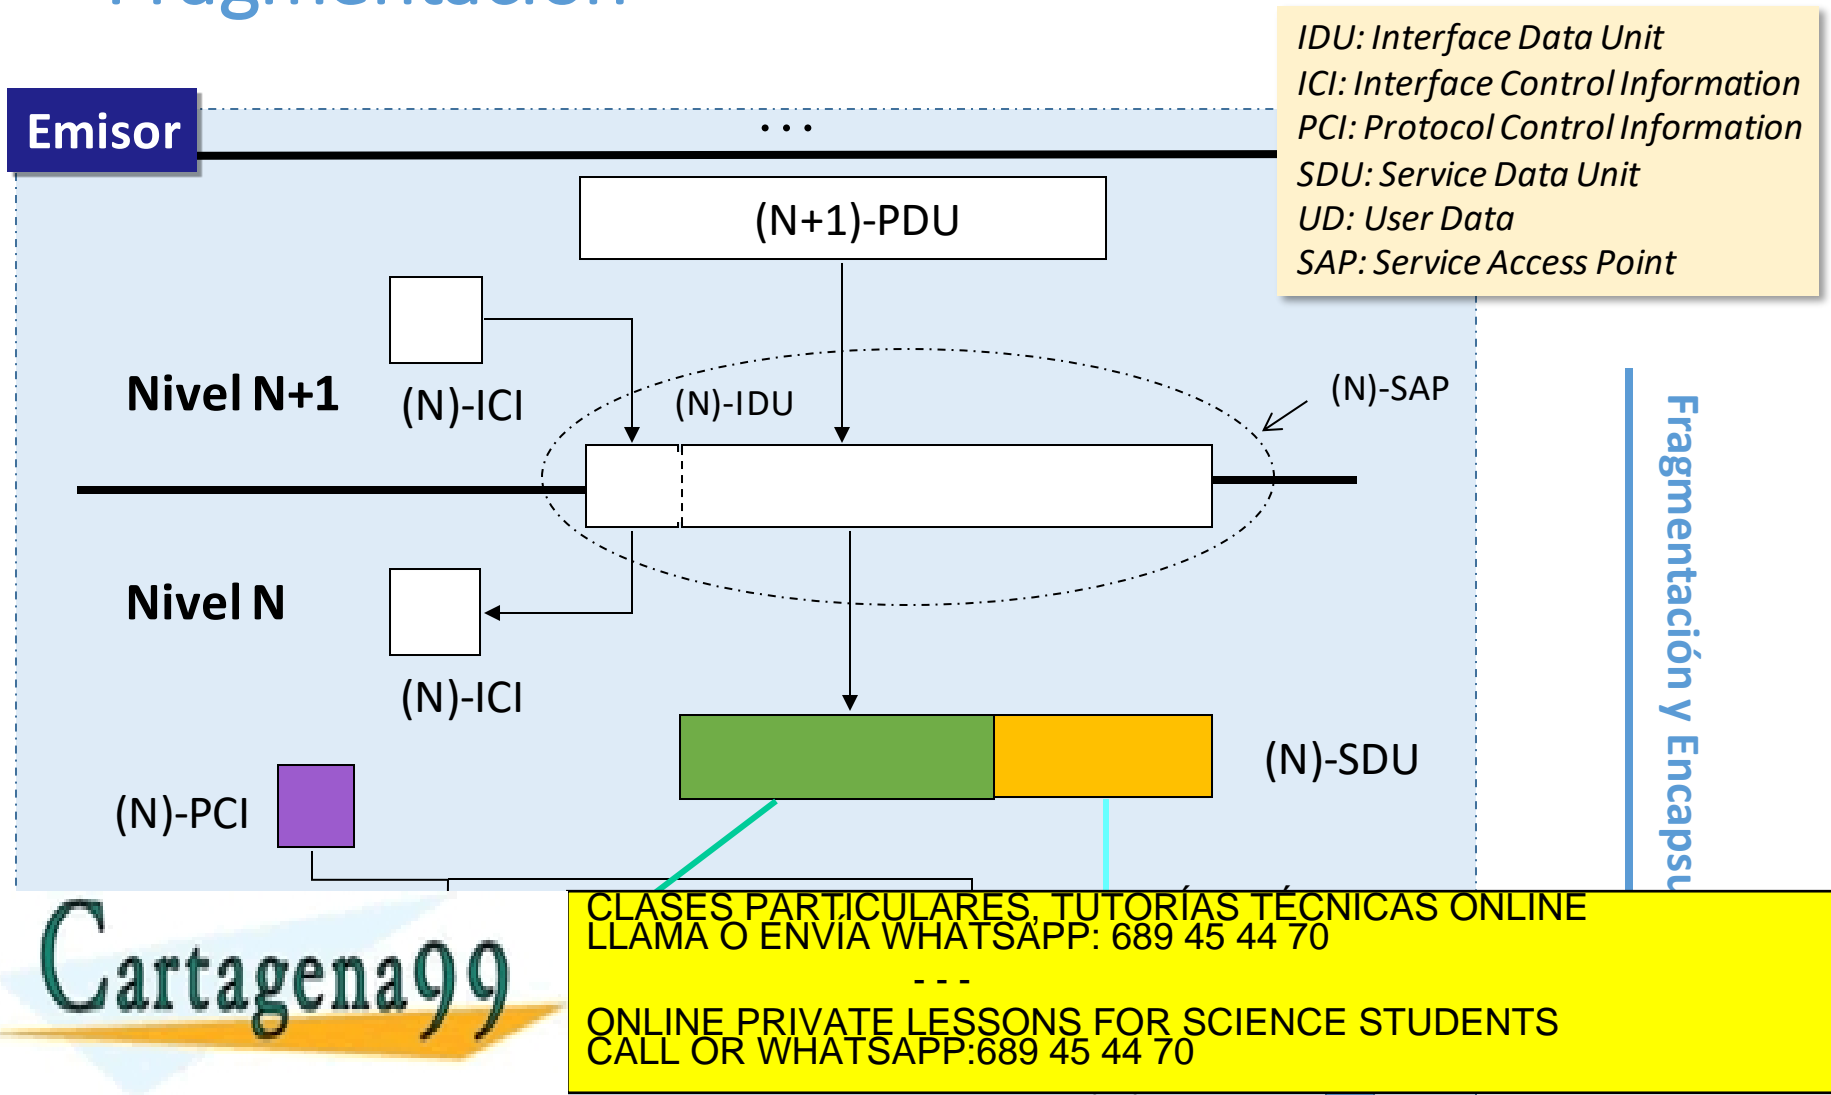 Fragmentación
IDU: Interface Data Unit
ICI: Interface Control Information
PCI: Protocol Control Information
SDU: Service Data Unit
UD: User Data
SAP: Service Access Point
Emisor
...
(N+1)-PDU
Nivel N+1
(N)-ICI
(N)-IDU
(N)-SAP
Nivel N
(N)-ICI
(N)-SDU
(N)-PCI
Fragmentación y Encapsu
Cartagena99
CLASES PARTICULARES, TUTORÍAS TÉCNICAS ONLINE
LLAMA O ENVÍA WHATSAPP: 689 45 44 70
- - -
ONLINE PRIVATE LESSONS FOR SCIENCE STUDENTS
CALL OR WHATSAPP:689 45 44 70